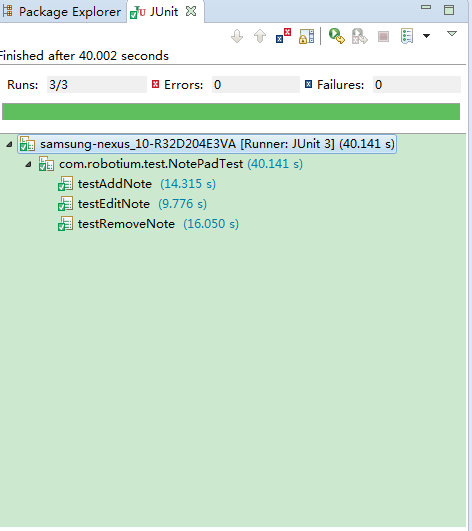 Package Explorer JUnit
Finished after 40.002 seconds
Runs: 3/3 Errors: 0 Failures: 0
samsung-nexus_10-R32D204E3VA [Runner: JUnit 3] (40.141 s)
com.robotium.test.NotePadTest (40.141 s)
testAddNote (14.315 s)
testEditNote (9.776 s)
testRemoveNote (16.050 s)